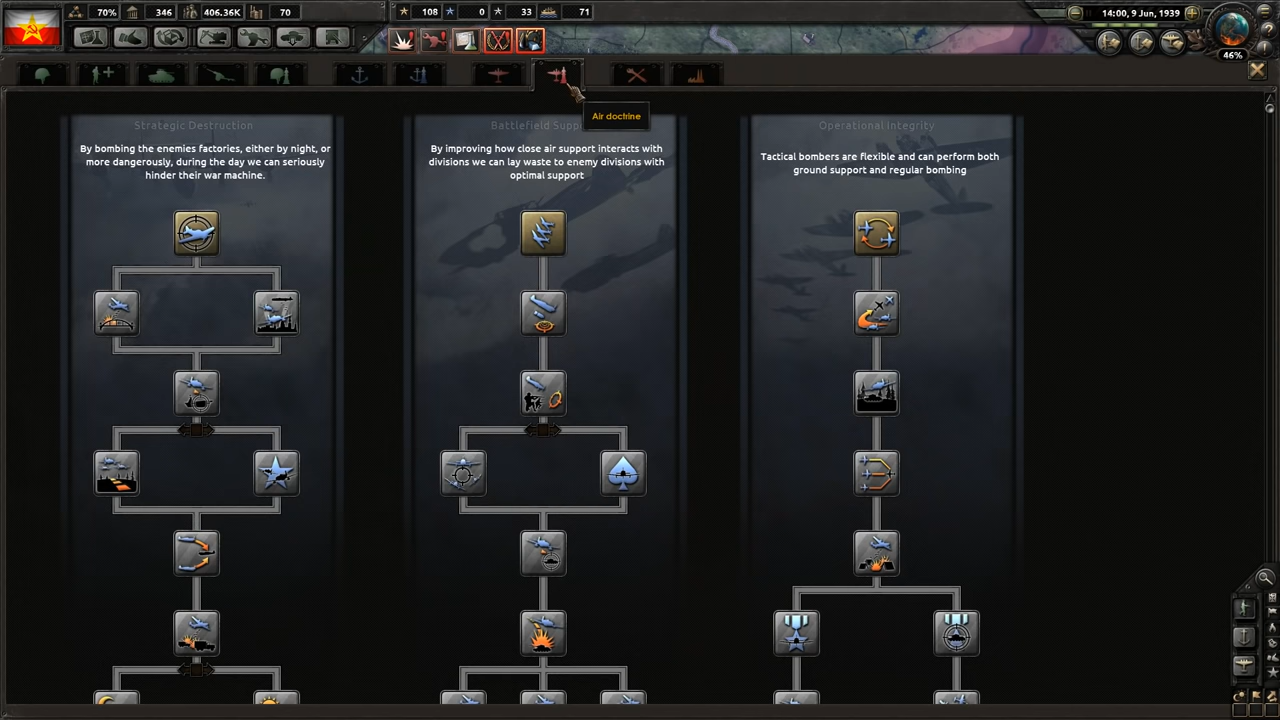 70% 346 406.36K 70 108 0 33 71 14:00, 9 Jun, 1939
46%
Air doctrine
Strategic Destruction
By bombing the enemies factories, either by night, or
more dangerously, during the day we can seriously
hinder their war machine.
Battlefield Supp
By improving how close air support interacts with
divisions we can lay waste to enemy divisions with
optimal support
Operational Integrity
Tactical bombers are flexible and can perform both
ground support and regular bombing